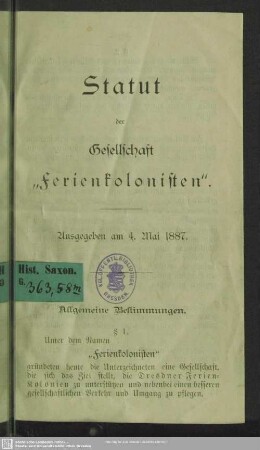 Statut
der
Gesellschaft
„Ferienkolonisten“.
Ausgegeben am 4. Mai 1887.
Hist. Saxon.
G. 363,58m
Allgemeine Bestimmungen.
§ 1.
Unter dem Namen
„Ferienkolonisten“
gründeten heute die Unterzeichneten eine Gesellschaft,
die sich das Ziel stellt, die Dresdner Ferien-
kolonien zu unterstützen und nebenbei einen besseren
gesellschaftlichen Verkehr und Umgang zu pflegen.